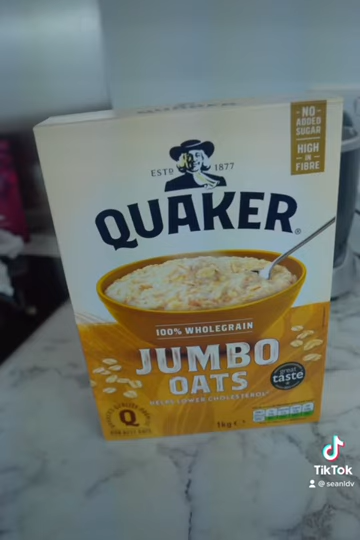 NO
ADDED
SUGAR
HIGH
IN
FIBRE
ESTD 1877
QUAKER®
100% WHOLEGRAIN
JUMBO
OATS
HELPS LOWER CHOLESTEROL
great
taste
Q
1kg e
TikTok
@seanldv